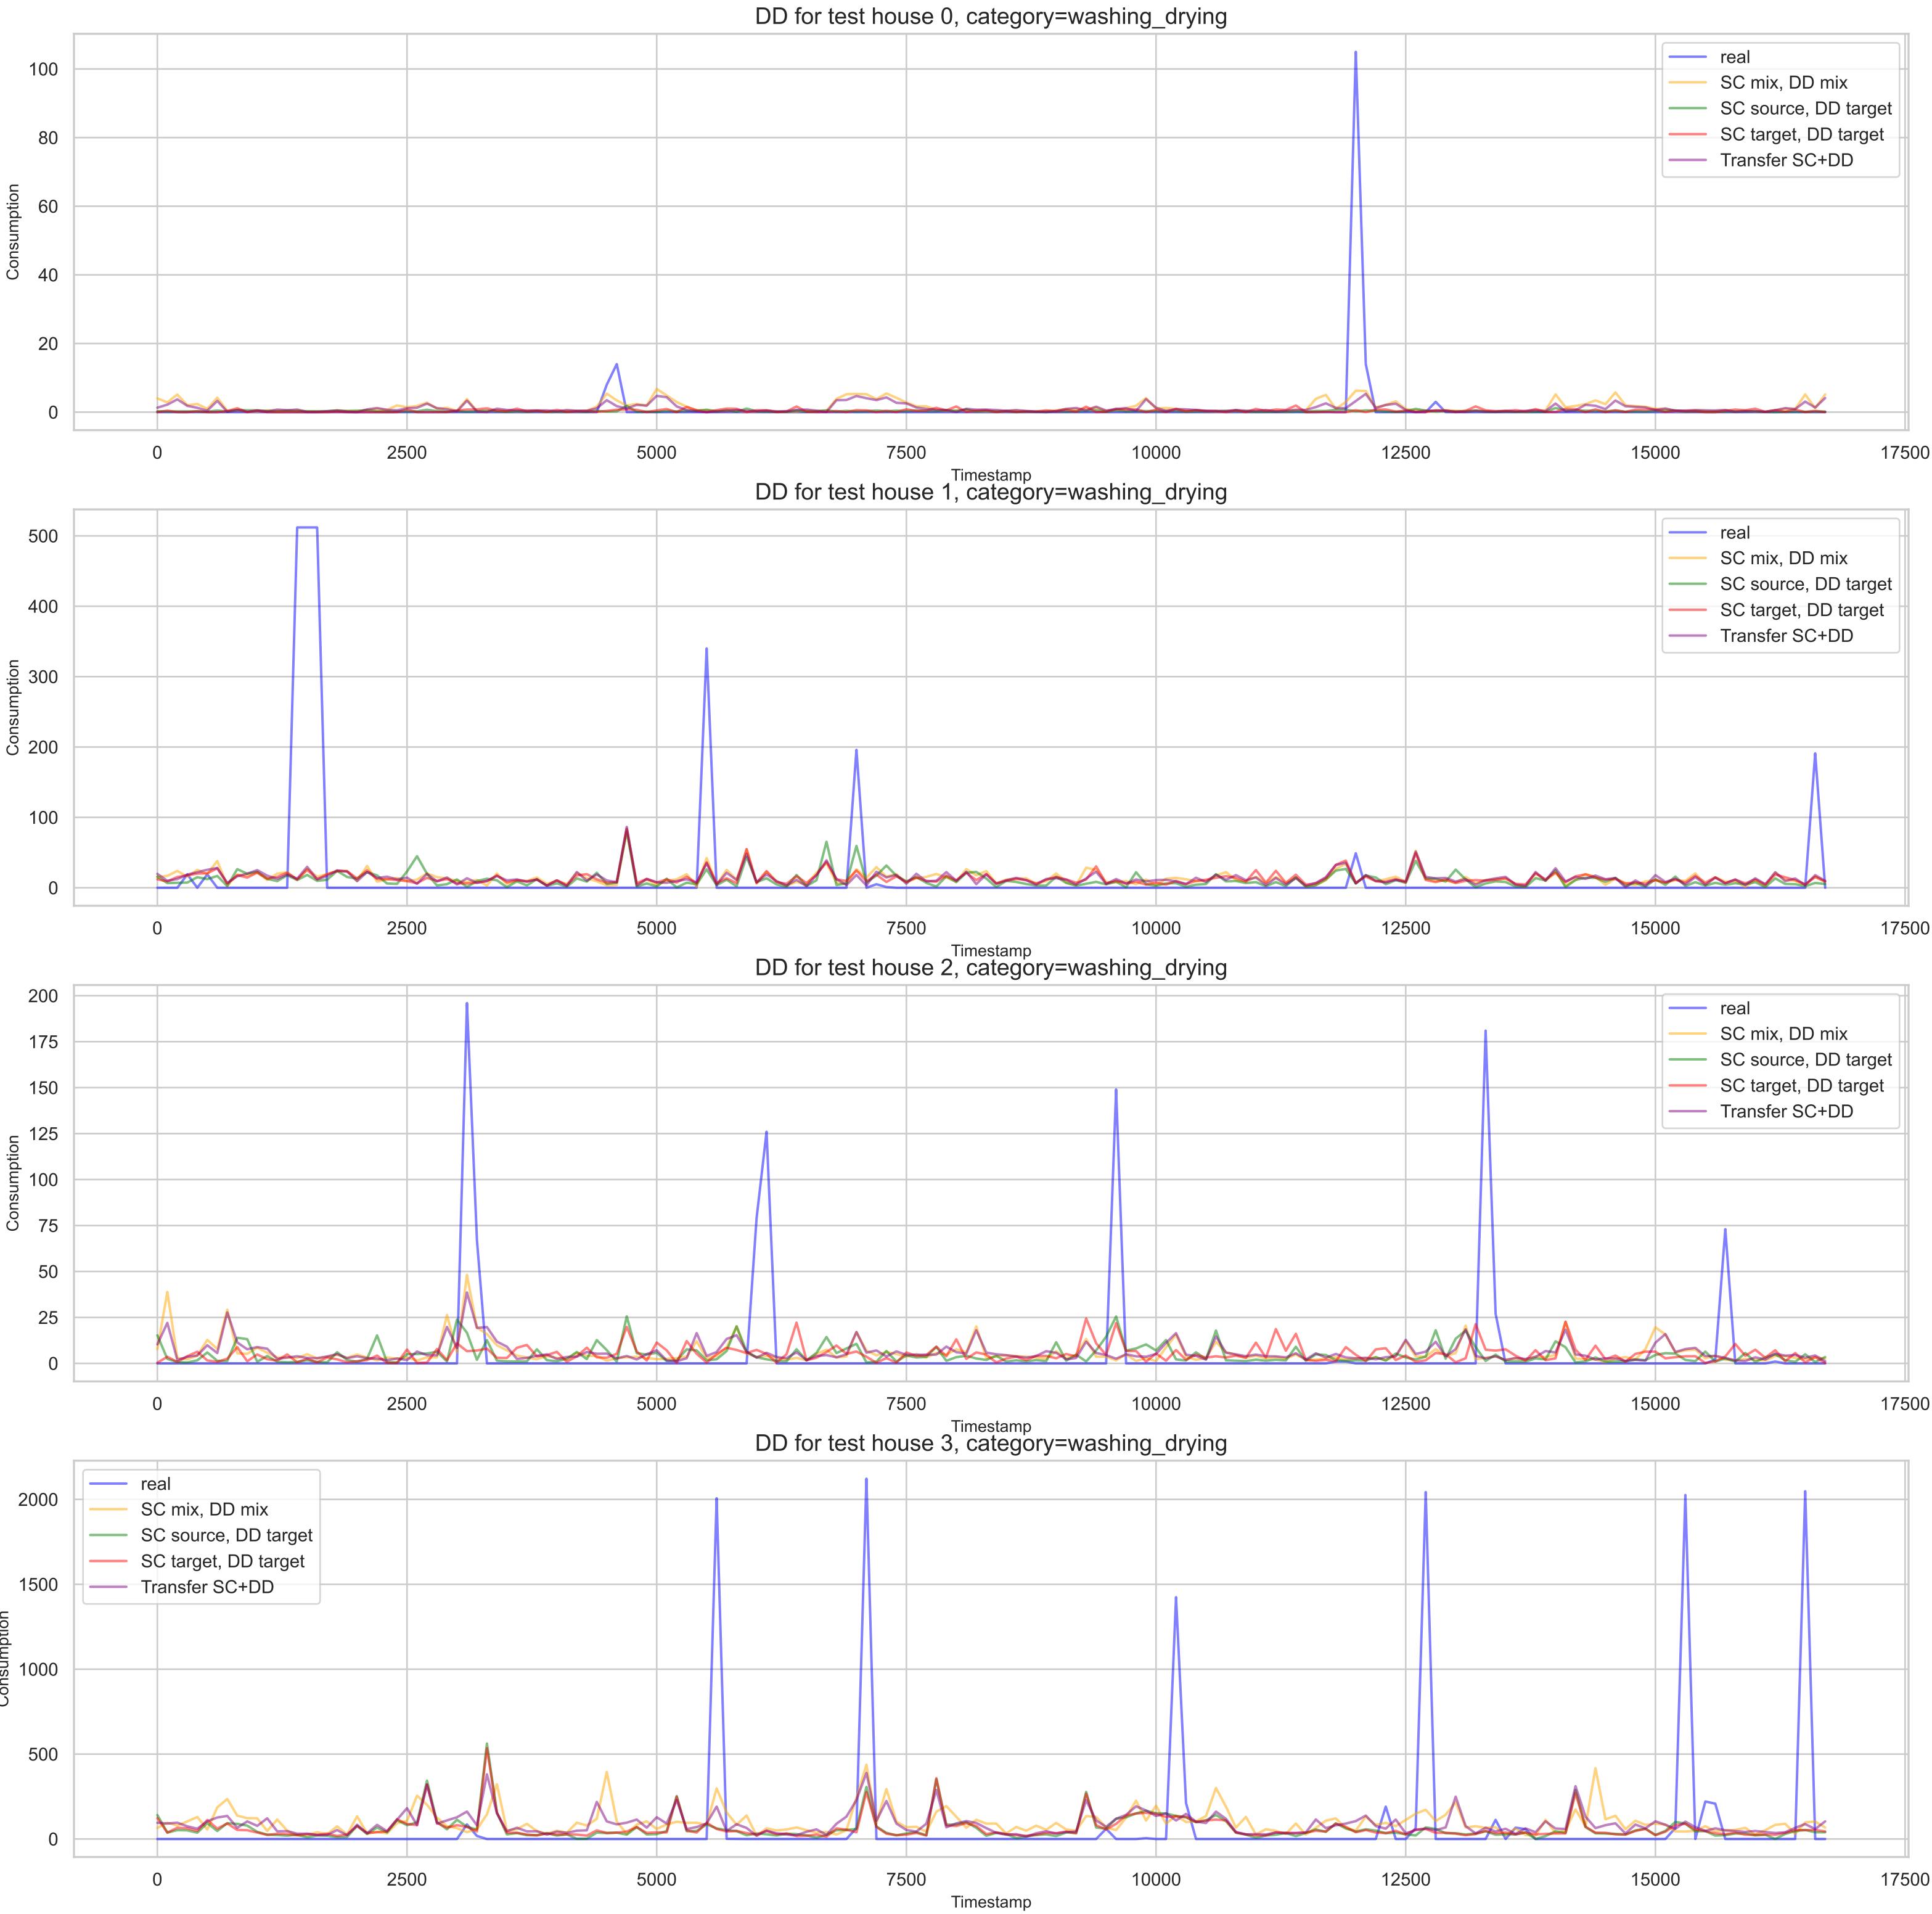 DD for test house 0, category=washing_drying
100
80
60
40
20
0
Consumption
real
SC mix, DD mix
SC source, DD target
SC target, DD target
Transfer SC+DD
0 2500 5000 7500 10000 12500 15000 17500
Timestamp
DD for test house 1, category=washing_drying
500
400
300
200
100
0
Consumption
real
SC mix, DD mix
SC source, DD target
SC target, DD target
Transfer SC+DD
0 2500 5000 7500 10000 12500 15000 17500
Timestamp
DD for test house 2, category=washing_drying
200
175
150
125
100
75
50
25
0
Consumption
real
SC mix, DD mix
SC source, DD target
SC target, DD target
Transfer SC+DD
0 2500 5000 7500 10000 12500 15000 17500
Timestamp
DD for test house 3, category=washing_drying
2000
1500
1000
500
0
Consumption
real
SC mix, DD mix
SC source, DD target
SC target, DD target
Transfer SC+DD
0 2500 5000 7500 10000 12500 15000 17500
Timestamp